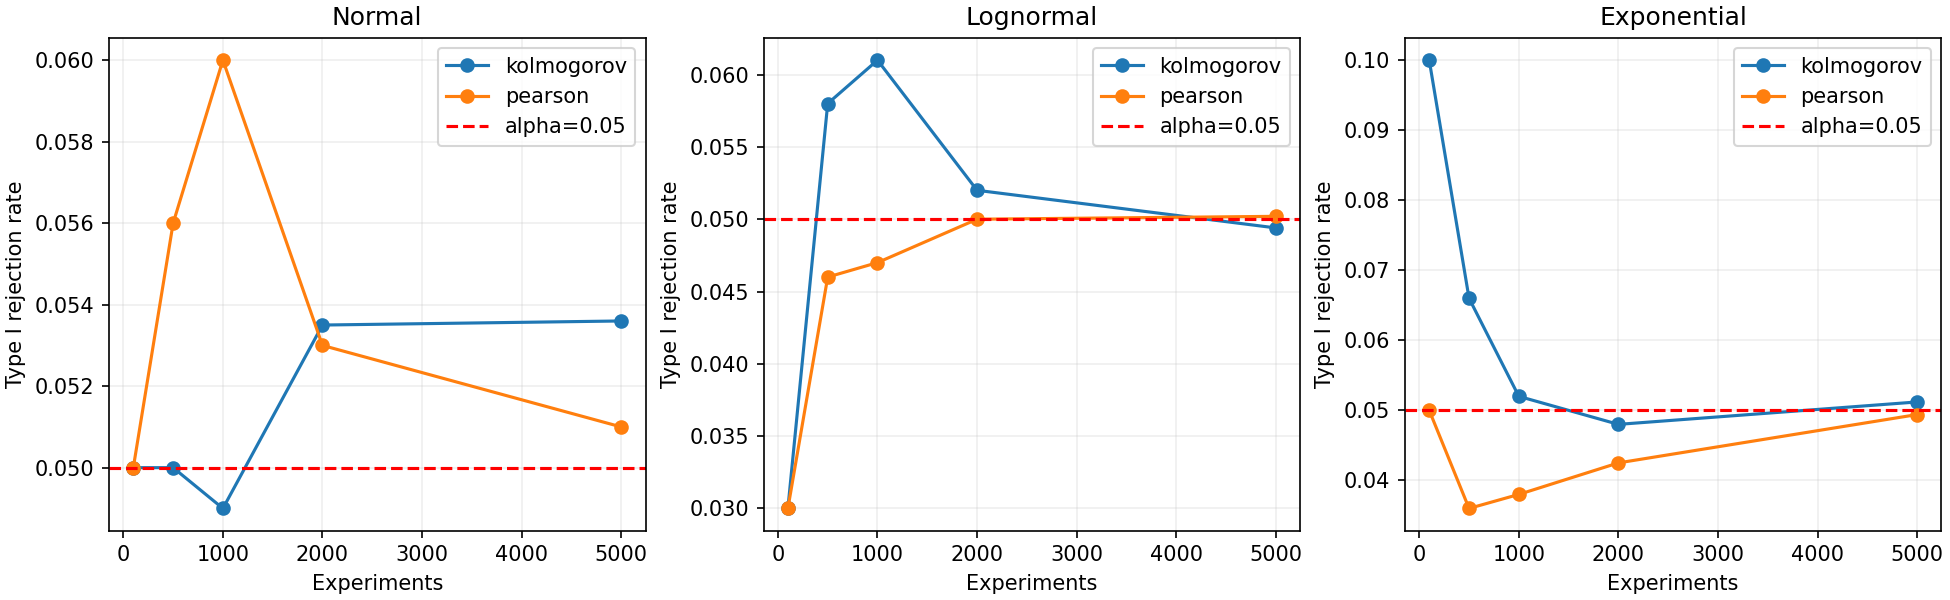 Normal
Type I rejection rate
0.060
0.058
0.056
0.054
0.052
0.050
kolmogorov
pearson
alpha=0.05
0
1000
2000
3000
4000
5000
Experiments
Lognormal
Type I rejection rate
0.060
0.055
0.050
0.045
0.040
0.035
0.030
kolmogorov
pearson
alpha=0.05
0
1000
2000
3000
4000
5000
Experiments
Exponential
Type I rejection rate
0.10
0.09
0.08
0.07
0.06
0.05
0.04
kolmogorov
pearson
alpha=0.05
0
1000
2000
3000
4000
5000
Experiments